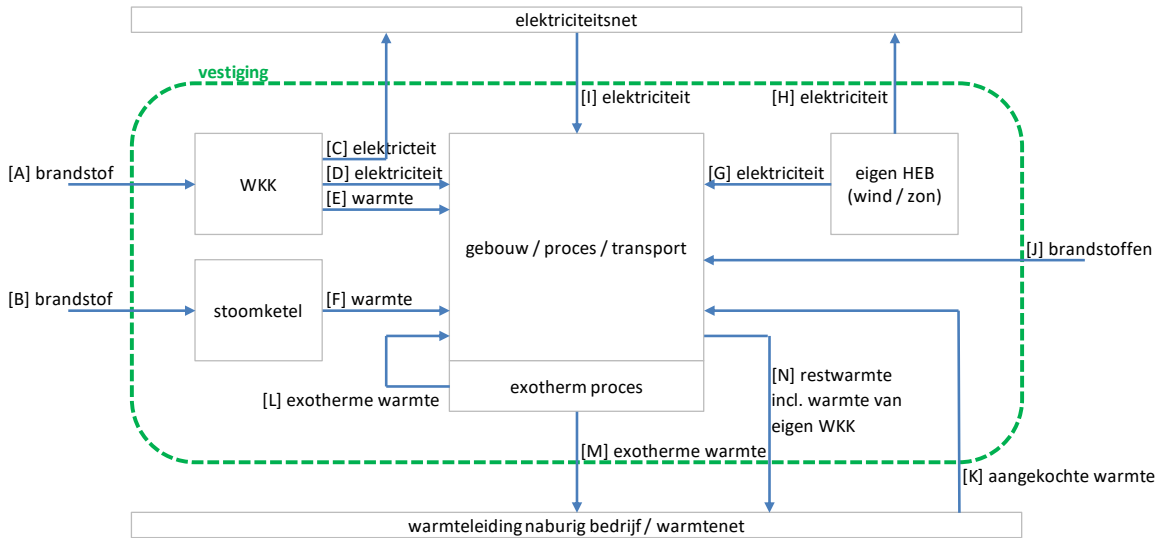 elektriciteitsnet
vestiging
[I] elektriciteit
[H] elektriciteit
[A] brandstof
WKK
[C] elektricteit
[D] elektriciteit
[E] warmte
[G] elektriciteit
eigen HEB
(wind / zon)
gebouw / proces / transport
[J] brandstoffen
[B] brandstof
stoomketel
[F] warmte
[L] exotherme warmte
exotherm proces
[N] restwarmte
incl. warmte van
eigen WKK
[M] exotherme warmte
[K] aangekochte warmte
warmteleiding naburig bedrijf / warmtenet